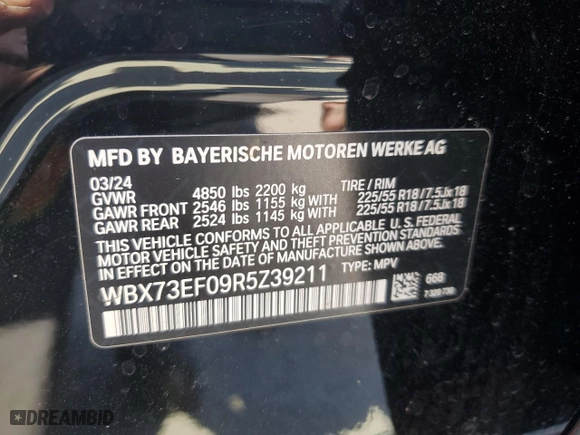 MFD BY BAYERISCHE MOTOREN WERKE AG
03/24
GVWR 4850 lbs 2200 kg TIRE / RIM
GAWR FRONT 2546 lbs 1155 kg WITH 225/55 R18 / 7.5Jx18
GAWR REAR 2524 lbs 1145 kg WITH 225/55 R18 / 7.5Jx18
THIS VEHICLE CONFORMS TO ALL APPLICABLE U.S. FEDERAL
MOTOR VEHICLE SAFETY AND THEFT PREVENTION STANDARDS
IN EFFECT ON THE DATE OF MANUFACTURE SHOWN ABOVE.
WBX73EF09R5Z39211 TYPE: MPV
668
7 320 730
DREAMBID